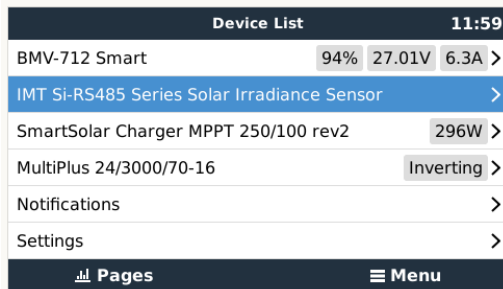 Device List 11:59
BMV-712 Smart 94% 27.01V 6.3A
IMT Si-RS485 Series Solar Irradiance Sensor
SmartSolar Charger MPPT 250/100 rev2 296W
MultiPlus 24/3000/70-16 Inverting
Notifications
Settings
Pages Menu